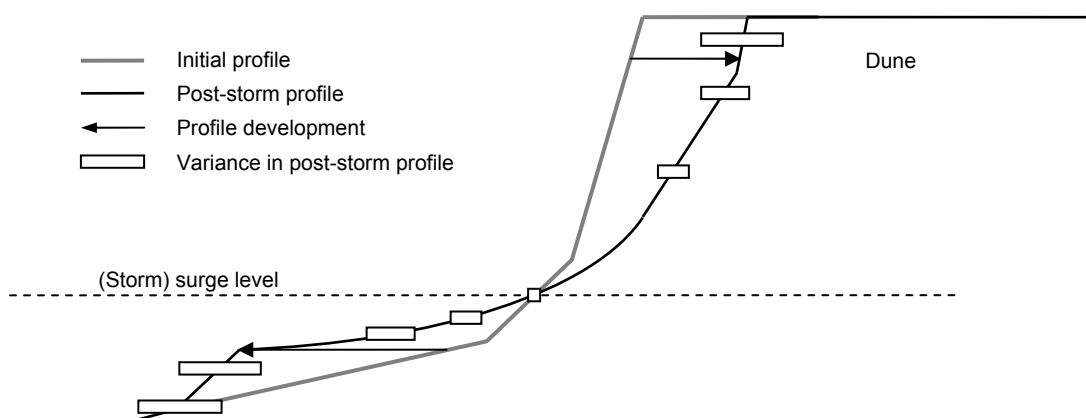 Initial profile
Dune
Post-storm profile
Profile development
Variance in post-storm profile
(Storm) surge level